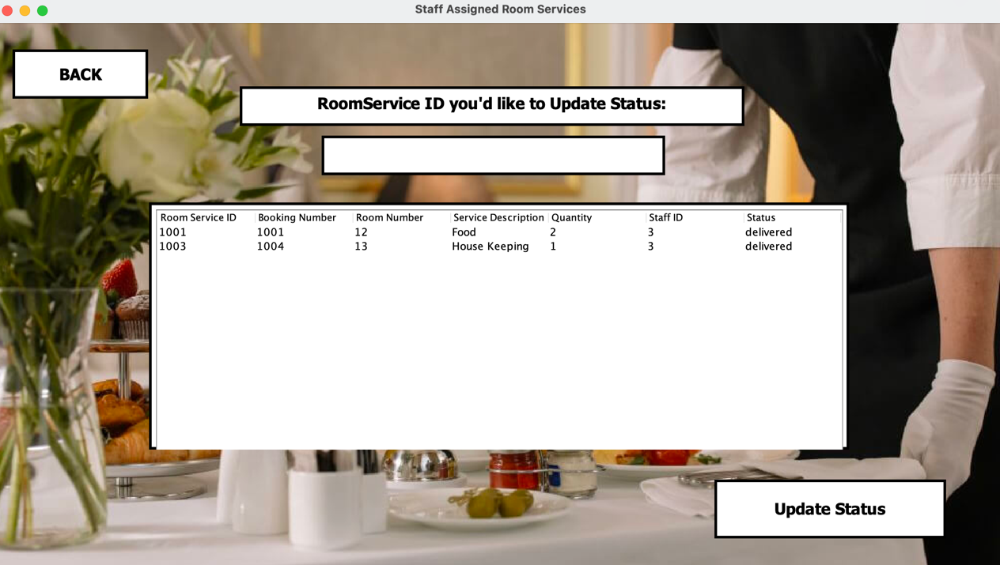 Staff Assigned Room Services
BACK
RoomService ID you'd like to Update Status:
Room Service ID Booking Number Room Number Service Description Quantity Staff ID Status
1001 1001 12 Food 2 3 delivered
1003 1004 13 House Keeping 1 3 delivered
Update Status